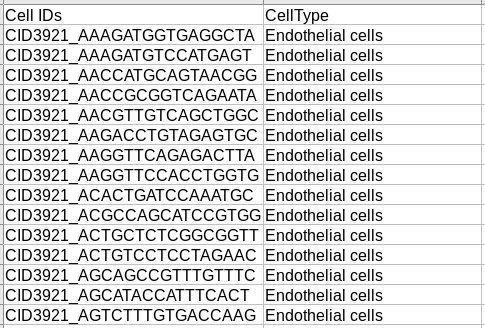 Cell IDs CellType
CID3921_AAAGATGGTGAGGCTA Endothelial cells
CID3921_AAAGATGTCCATGAGT Endothelial cells
CID3921_AACCATGCAGTAACGG Endothelial cells
CID3921_AACCGCGGTCAGAATA Endothelial cells
CID3921_AACGTTGTCAGCTGGC Endothelial cells
CID3921_AAGACCTGTAGAGTGC Endothelial cells
CID3921_AAGGTTCAGAGACTTA Endothelial cells
CID3921_AAGGTTCCACCTGGTG Endothelial cells
CID3921_ACACTGATCCAAATGC Endothelial cells
CID3921_ACGCCAGCATCCGTGG Endothelial cells
CID3921_ACTGCTCTCGGCGGTT Endothelial cells
CID3921_ACTGTCCTCCTAGAAC Endothelial cells
CID3921_AGCAGCCGTTTGTTTC Endothelial cells
CID3921_AGCATACCATTTCACT Endothelial cells
CID3921_AGTCTTTGTGACCAAG Endothelial cells